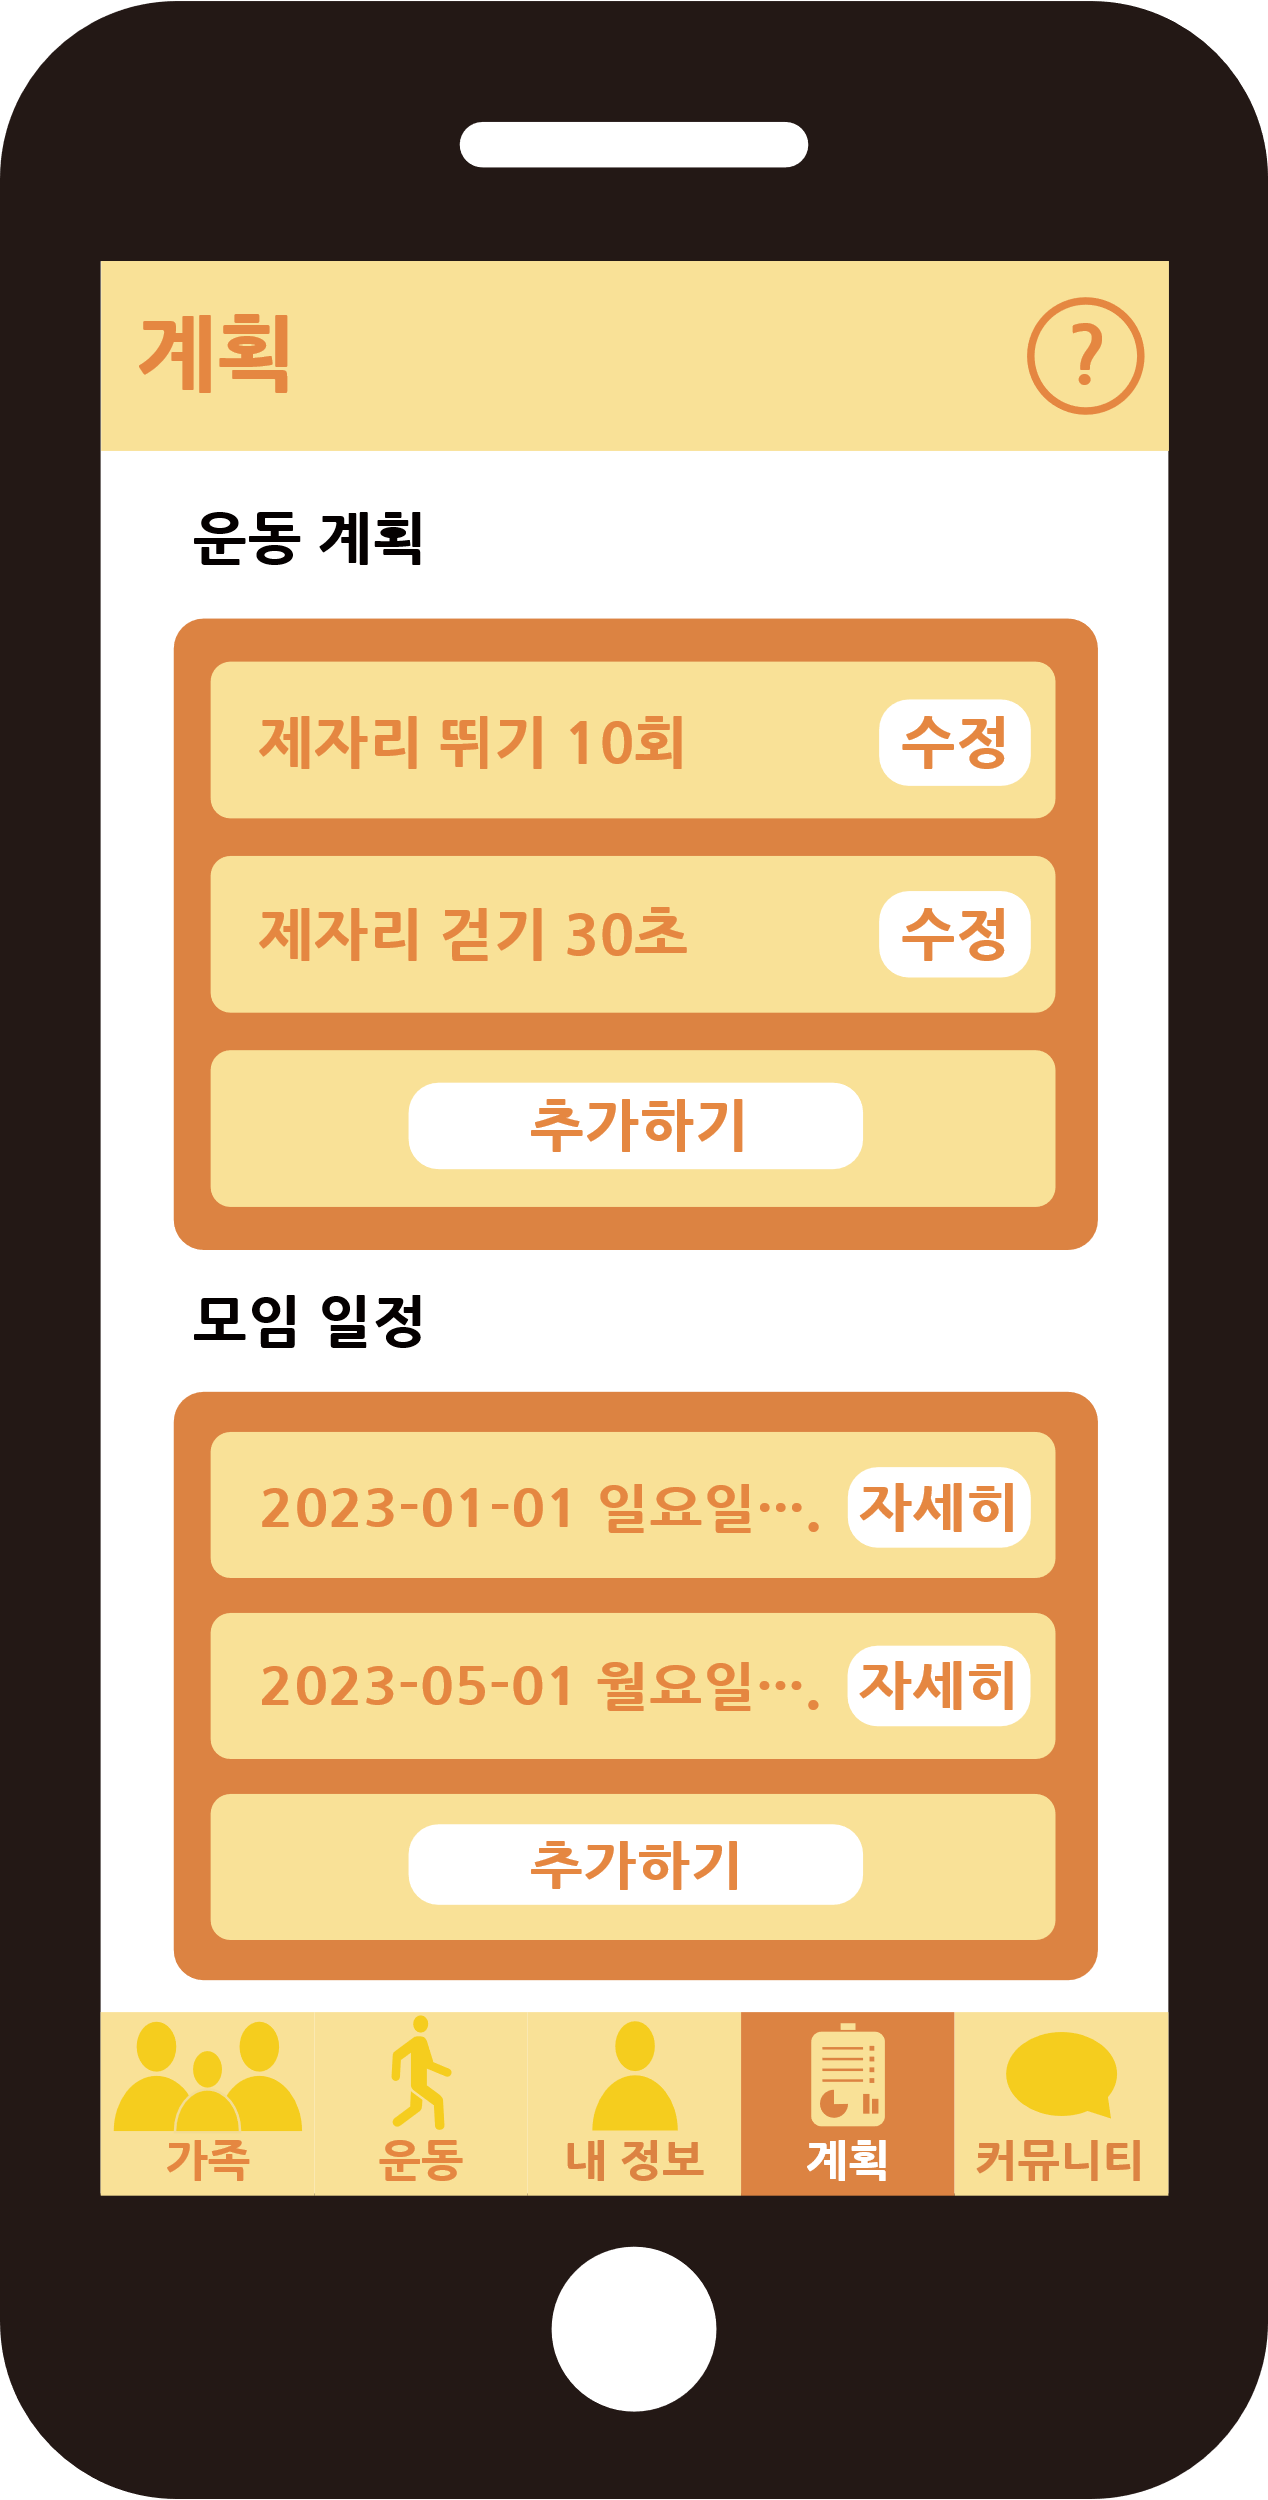 계획 ?
운동 계획
제자리 뛰기 10회 수정
제자리 걷기 30초 수정
추가하기
모임 일정
2023-01-01 일요일…. 자세히
2023-05-01 월요일…. 자세히
추가하기
가족 운동 내 정보 계획 커뮤니티